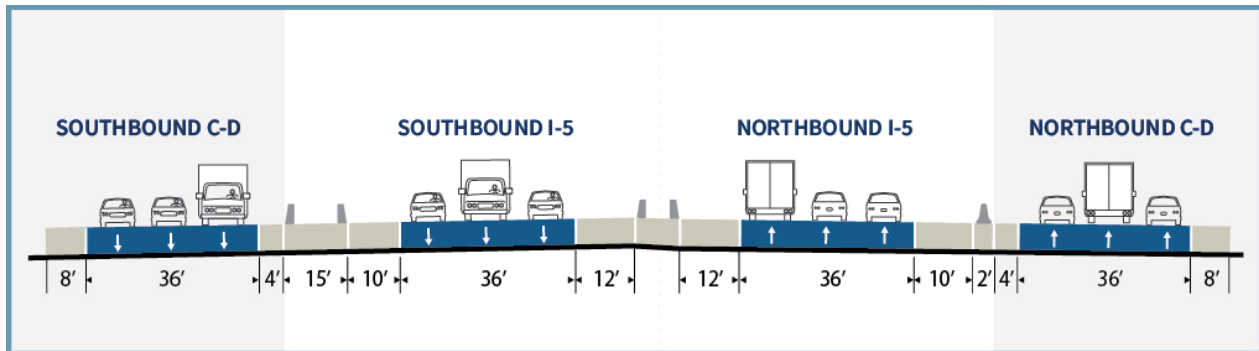 SOUTHBOUND C-D
SOUTHBOUND I-5
NORTHBOUND I-5
NORTHBOUND C-D
8′ 36′ 4′ 15′ 10′ 36′ 12′ 12′ 36′ 10′ 2′ 4′ 36′ 8′